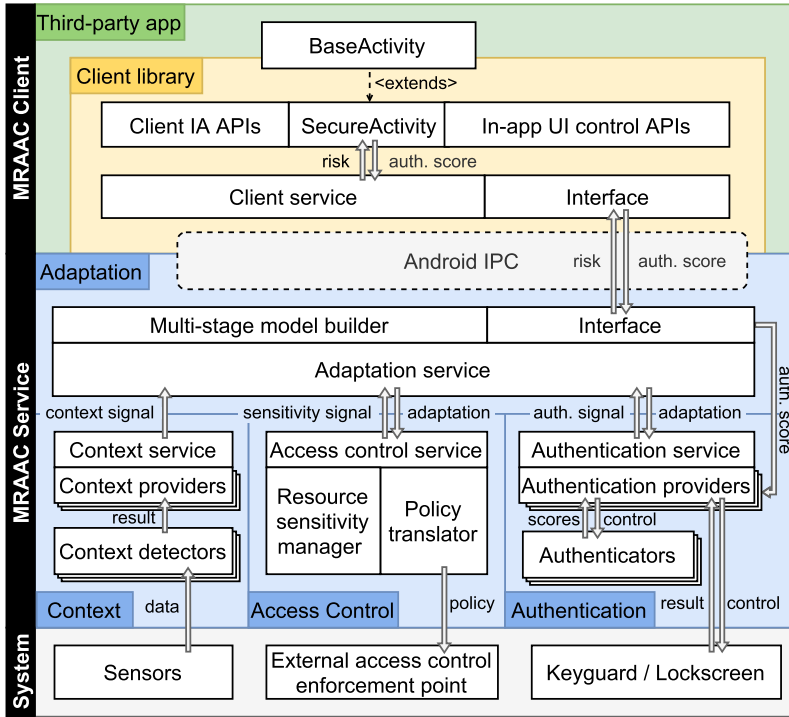 Third-party app
BaseActivity
Client library
<extends>
Client IA APIs
SecureActivity
In-app UI control APIs
risk
auth. score
Client service
Interface
MRAAC Client
Adaptation
Android IPC
risk
auth. score
Multi-stage model builder
Interface
Adaptation service
auth. score
context signal
sensitivity signal
adaptation
auth. signal
adaptation
Context service
Access control service
Authentication service
Context providers
Resource
sensitivity
manager
Policy
translator
Authentication providers
result
scores
control
Context detectors
Authenticators
MRAAC Service
Context
data
Access Control
policy
Authentication
result
control
System
Sensors
External access control
enforcement point
Keyguard / Lockscreen